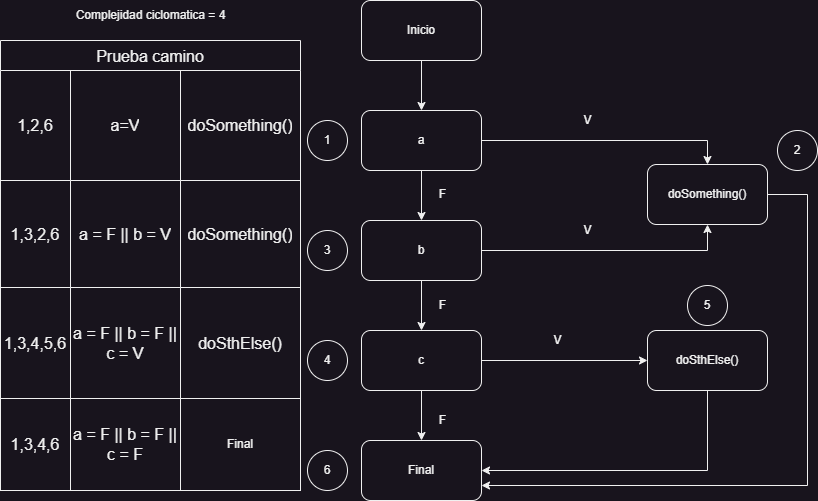 Complejidad ciclomatica = 4
Prueba camino
1,2,6
a=V
doSomething()
1,3,2,6
a = F || b = V
doSomething()
1,3,4,5,6
a = F || b = F ||
c = V
doSthElse()
1,3,4,6
a = F || b = F ||
c = F
Final
Inicio
1
a
V
2
doSomething()
F
3
b
V
F
5
4
c
V
doSthElse()
F
6
Final